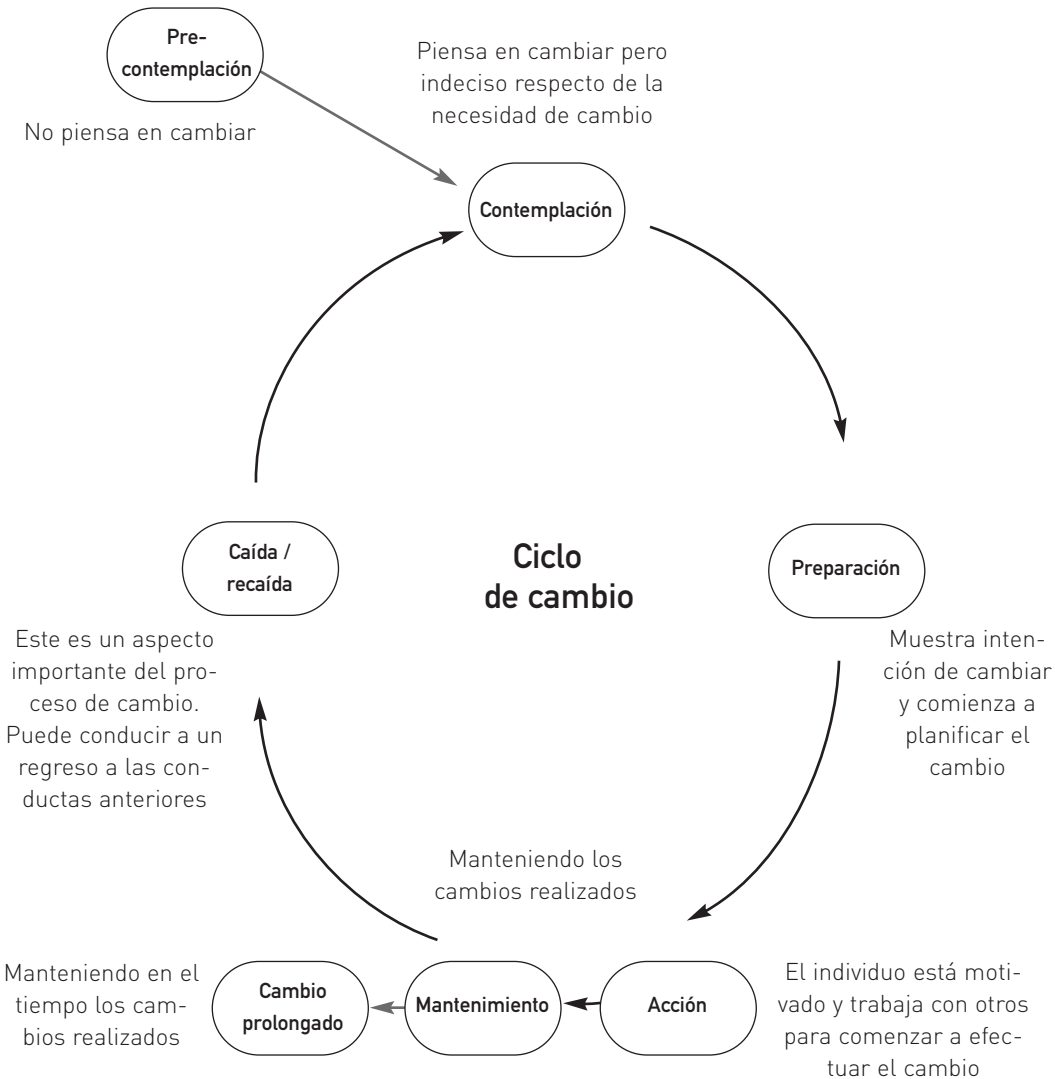 Pre-
contemplación
No piensa en cambiar
Piensa en cambiar pero
indeciso respecto de la
necesidad de cambio
Contemplación
Preparación
Muestra inten-
ción de cambiar
y comienza a
planificar el
cambio
Ciclo
de cambio
Caída /
recaída
Este es un aspecto
importante del pro-
ceso de cambio.
Puede conducir a un
regreso a las con-
ductas anteriores
Manteniendo los
cambios realizados
Manteniendo en el
tiempo los cam-
bios realizados
Cambio
prolongado
Mantenimiento
Acción
El individuo está moti-
vado y trabaja con otros
para comenzar a efec-
tuar el cambio